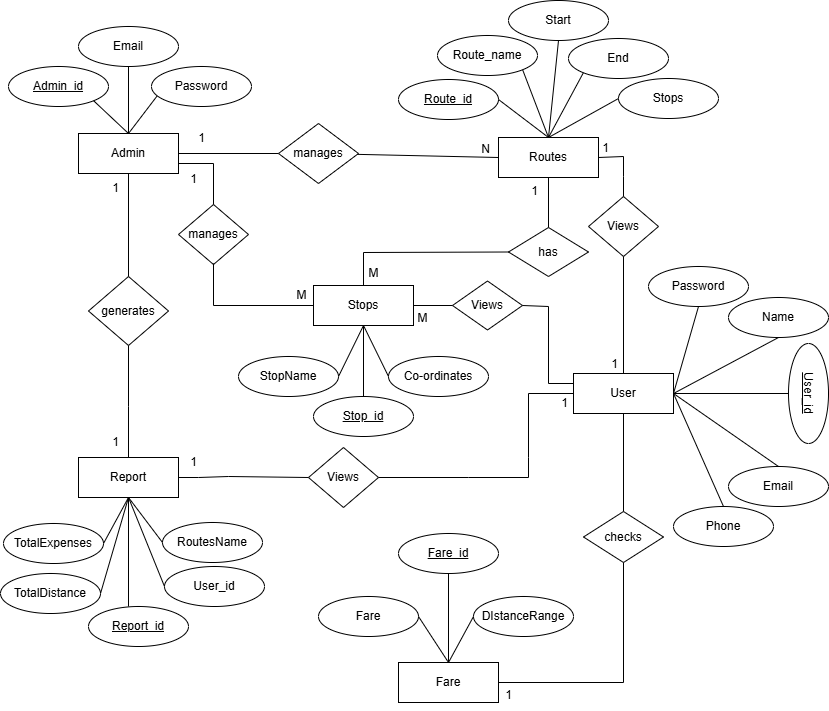 Start
Email
Route_name
End
Admin_id
Password
Route_id
Stops
1
Admin
manages
N
Routes
1
1
1
1
manages
Views
has
M
Password
generates
M
Stops
M
Views
Name
1
User
User_id
1
StopName
Co-ordinates
Stop_id
1
1
Report
Views
Email
Phone
TotalExpenses
RoutesName
checks
Fare_id
TotalDistance
User_id
Report_id
Fare
DIstanceRange
Fare
1